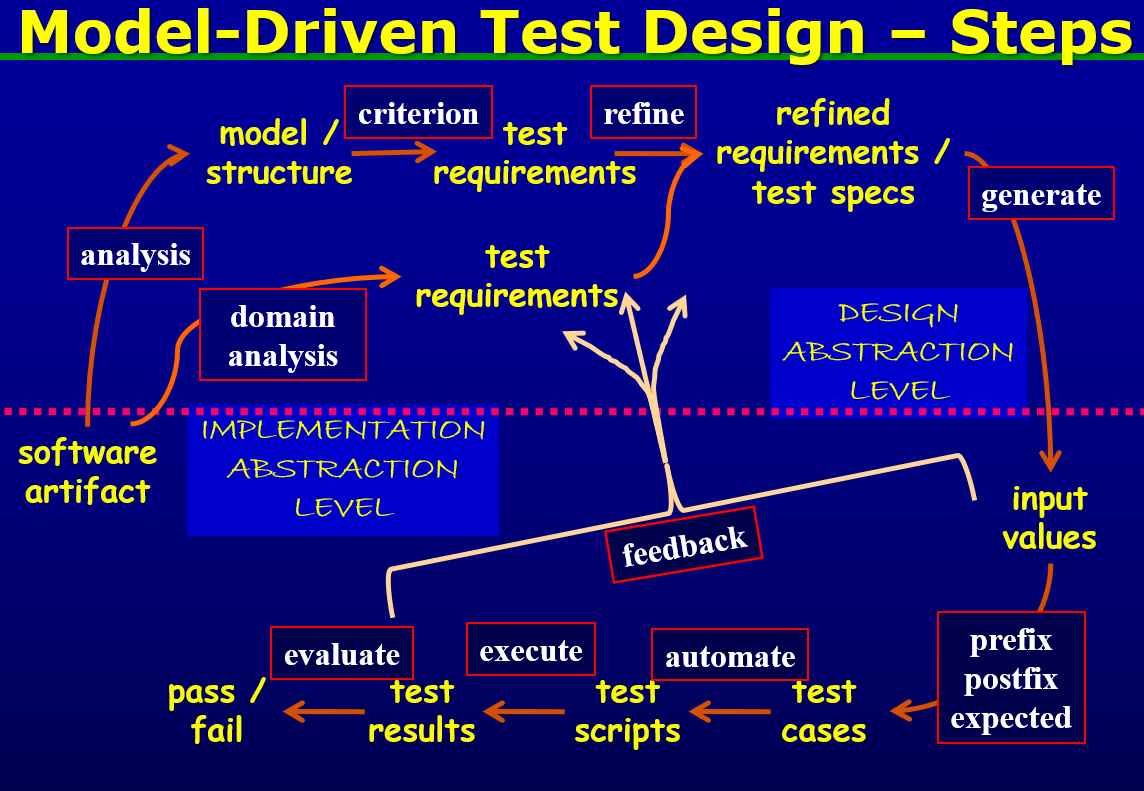 Model-Driven Test Design – Steps
model /
structure
criterion
test
requirements
refine
refined
requirements /
test specs
generate
analysis
domain
analysis
test
requirements
DESIGN
ABSTRACTION
LEVEL
software
artifact
IMPLEMENTATION
ABSTRACTION
LEVEL
input
values
feedback
prefix
postfix
expected
evaluate
execute
automate
pass /
fail
test
results
test
scripts
test
cases